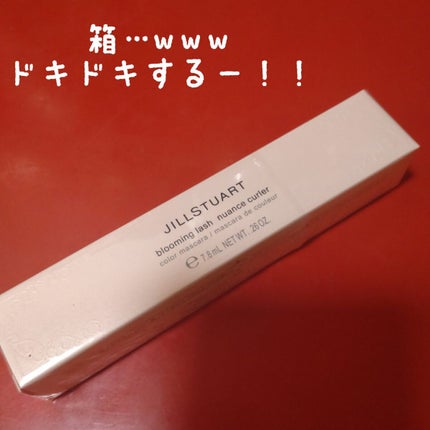 箱…www
ドキドキするー！！
JILLSTUART
blooming lash nuance curler
color mascara / mascara de couleur
℮ 7.8mL NET WT. .26 OZ.